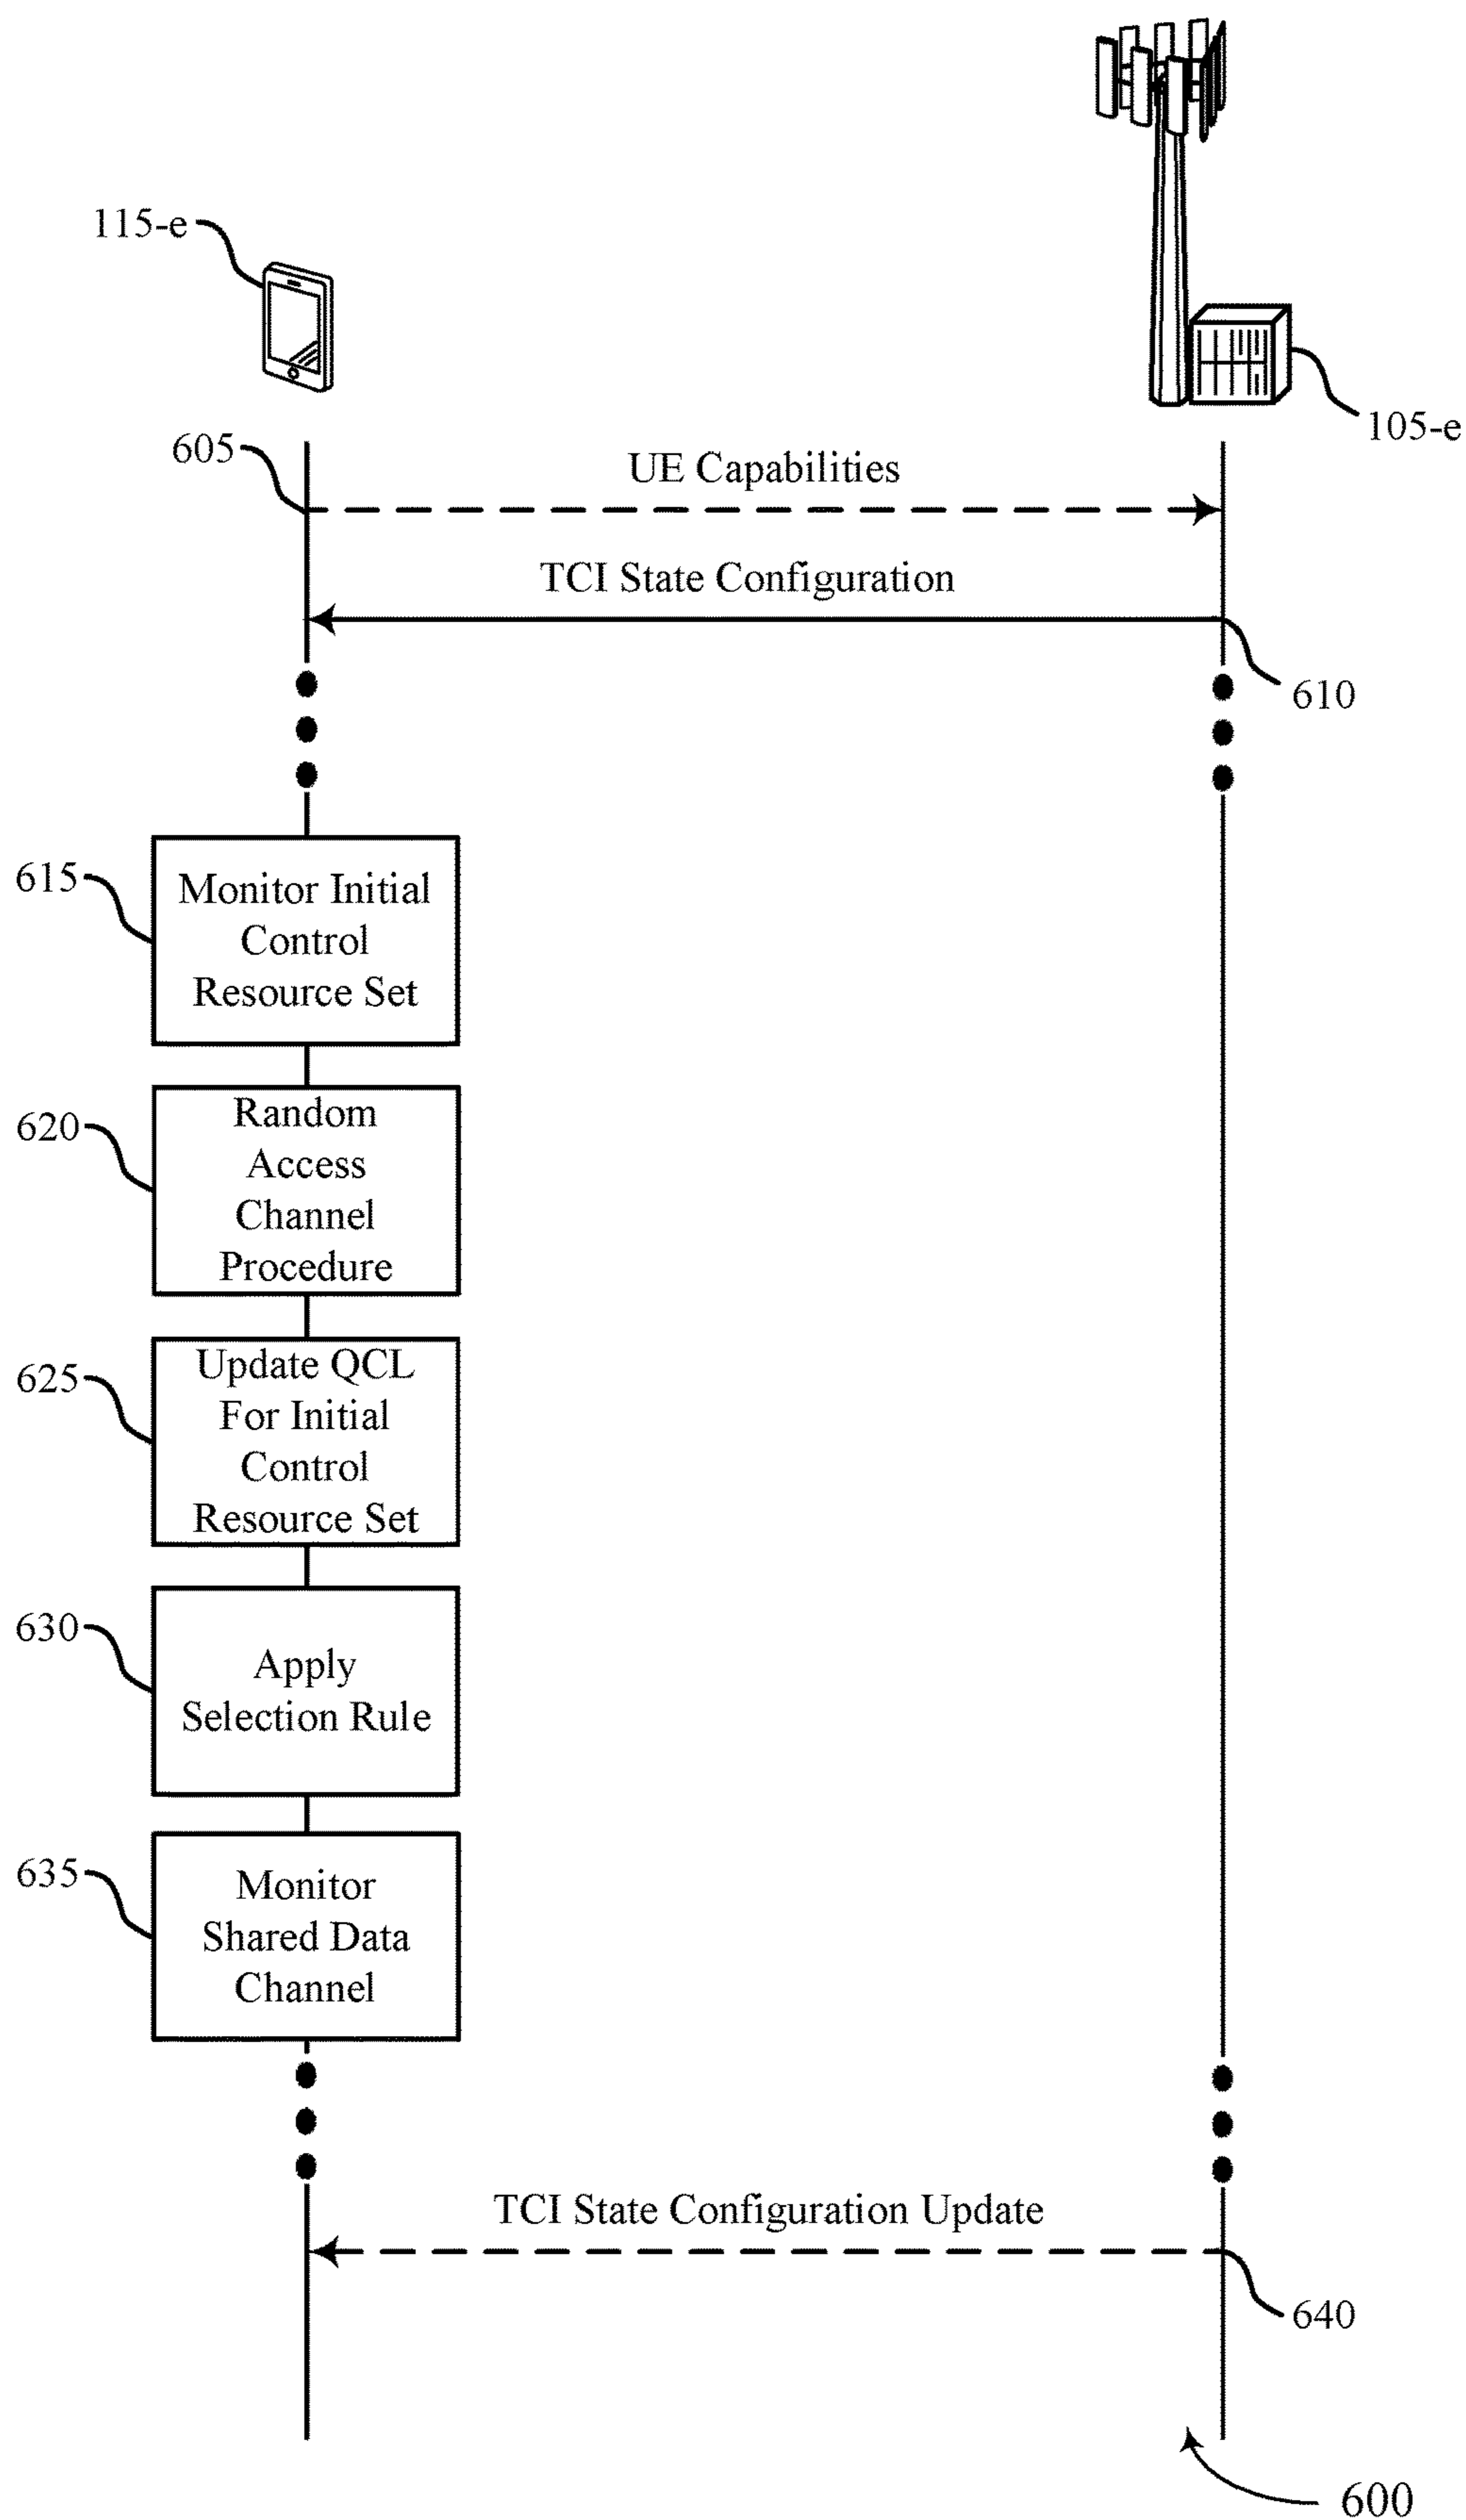 115-e
105-e
605
UE Capabilities
TCI State Configuration
610
615
Monitor Initial
Control
Resource Set
620
Random
Access
Channel
Procedure
625
Update QCL
For Initial
Control
Resource Set
630
Apply
Selection Rule
635
Monitor
Shared Data
Channel
TCI State Configuration Update
640
600